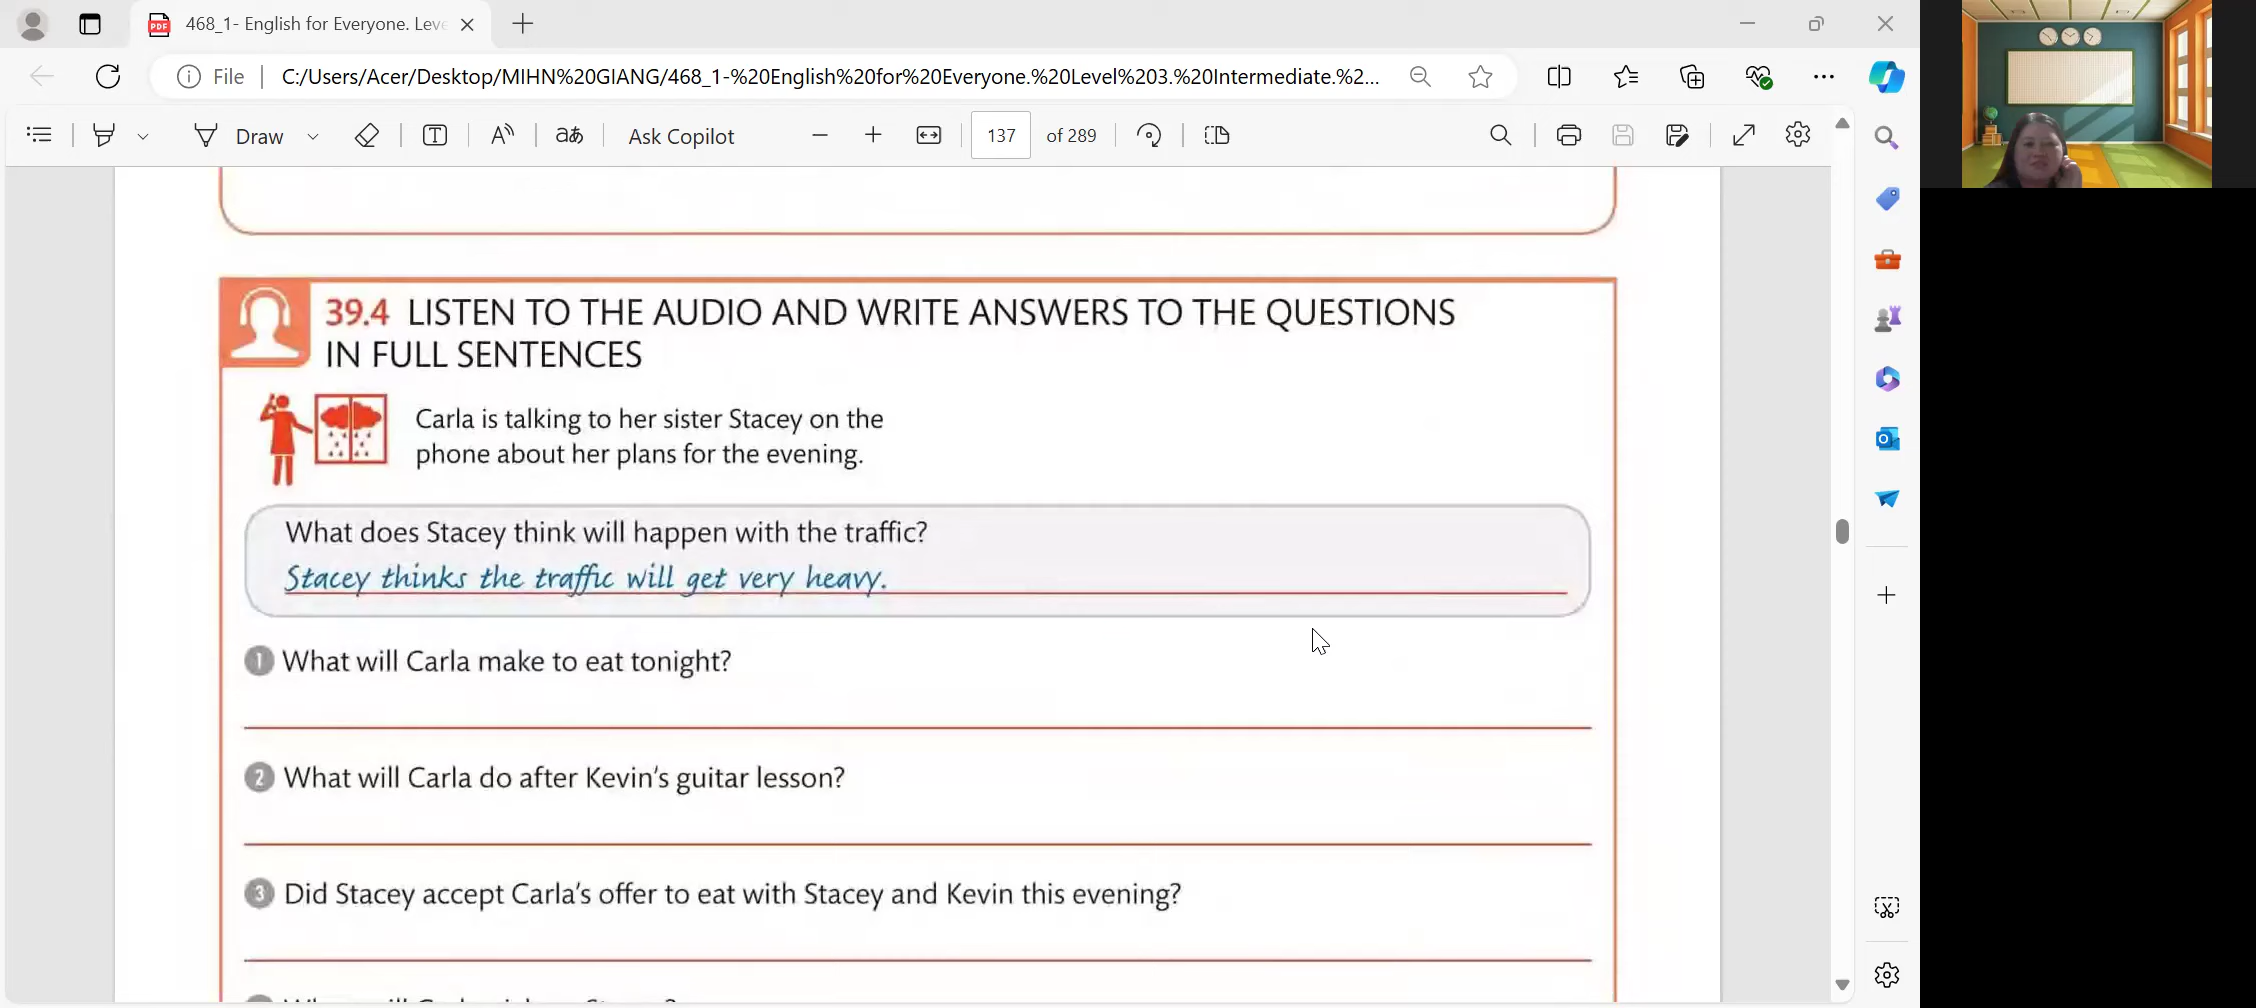 468_1- English for Everyone. Leve
File
C:/Users/Acer/Desktop/MIHN%20GIANG/468_1-%20English%20for%20Everyone.%20Level%203.%20Intermediate.%2...
Draw
aあ
Ask Copilot
137
of 289
39.4 LISTEN TO THE AUDIO AND WRITE ANSWERS TO THE QUESTIONS
IN FULL SENTENCES
Carla is talking to her sister Stacey on the
phone about her plans for the evening.
What does Stacey think will happen with the traffic?
Stacey thinks the traffic will get very heavy.
1 What will Carla make to eat tonight?
2 What will Carla do after Kevin's guitar lesson?
3 Did Stacey accept Carla's offer to eat with Stacey and Kevin this evening?